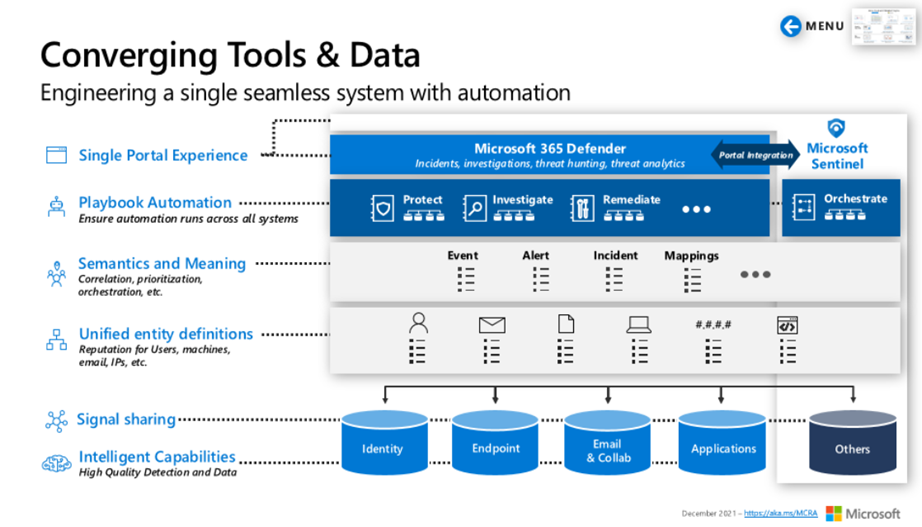 MENU
Converging Tools & Data
Engineering a single seamless system with automation
Single Portal Experience
Microsoft 365 Defender
Incidents, investigations, threat hunting, threat analytics
Portal Integration
Microsoft
Sentinel
Playbook Automation
Ensure automation runs across all systems
Protect
Investigate
Remediate
Orchestrate
Semantics and Meaning
Correlation, prioritization,
orchestration, etc.
Event
Alert
Incident
Mappings
Unified entity definitions
Reputation for Users, machines,
email, IPs, etc.
#.#.#.#
Signal sharing
Intelligent Capabilities
High Quality Detection and Data
Identity
Endpoint
Email
& Collab
Applications
Others
December 2021 – https://aka.ms/MCRA
Microsoft